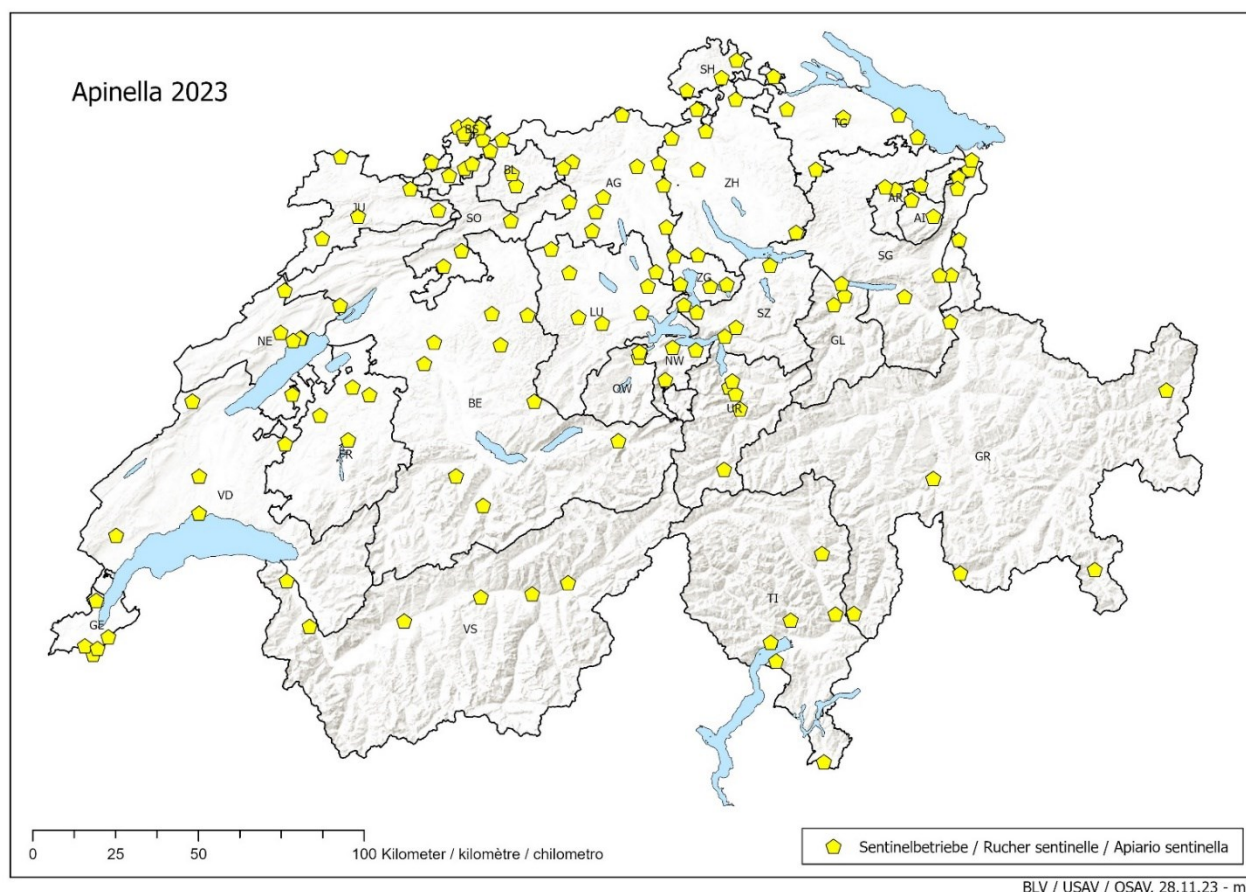 Apinella 2023
SH
BS
TG
BL
AG
ZH
JU
SO
AR
AI
SG
ZG
LU
SZ
NE
NW
GL
OW
BE
UR
FR
GR
VD
TI
GE
VS
0 25 50 100 Kilometer / kilomètre / chilometro
Sentinelbetriebe / Rucher sentinelle / Apiario sentinella
BLV / USAV / OSAV, 28.11.23 - m